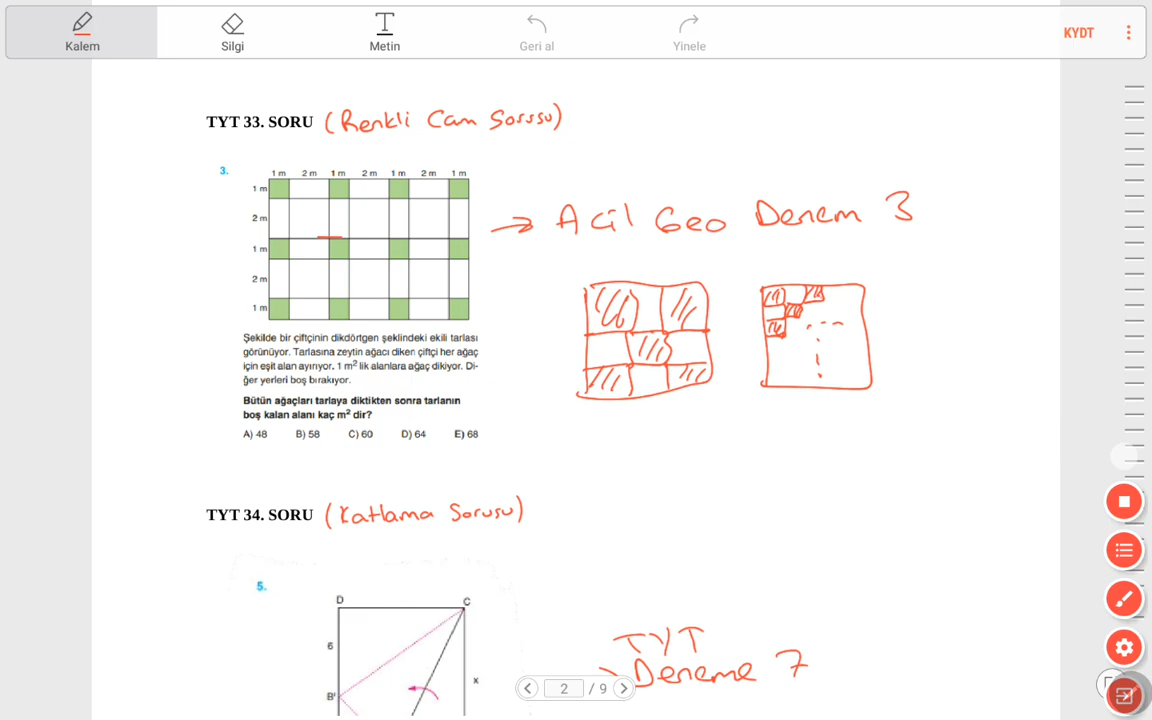 Kalem
Silgi
Metin
Geri al
Yinele
KYDT
TYT 33. SORU (Renkli Cam Sorssu)
3.
1 m 2 m 1 m 2 m 1 m 2 m 1 m
1 m
2 m
1 m
2 m
1 m
→ Acil Geo Denem 3
Şekilde bir çiftçinin dikdörtgen şeklindeki ekili tarlası
görünüyor. Tarlasına zeytin ağacı diken çiftçi her ağaç
için eşit alan ayırıyor. 1 m² lik alanlara ağaç dikiyor. Di-
ğer yerleri boş bırakıyor.
Bütün ağaçları tarlaya diktikten sonra tarlanın
boş kalan alanı kaç m² dir?
A) 48 B) 58 C) 60 D) 64 E) 68
TYT 34. SORU (Katlama Sorusu)
5.
D C
6
B'
x
TYT
Deneme 7
2 / 9